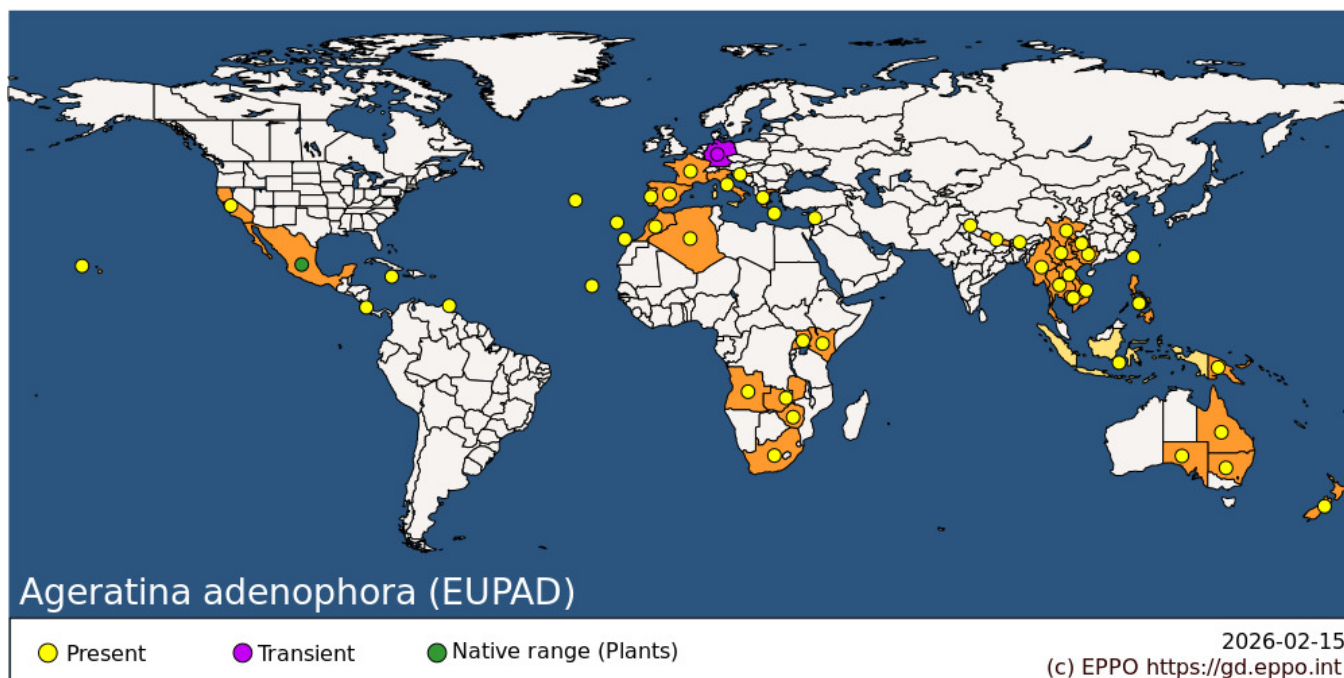 Ageratina adenophora (EUPAD)
Present
Transient
Native range (Plants)
2026-02-15
(c) EPPO https://gd.eppo.int